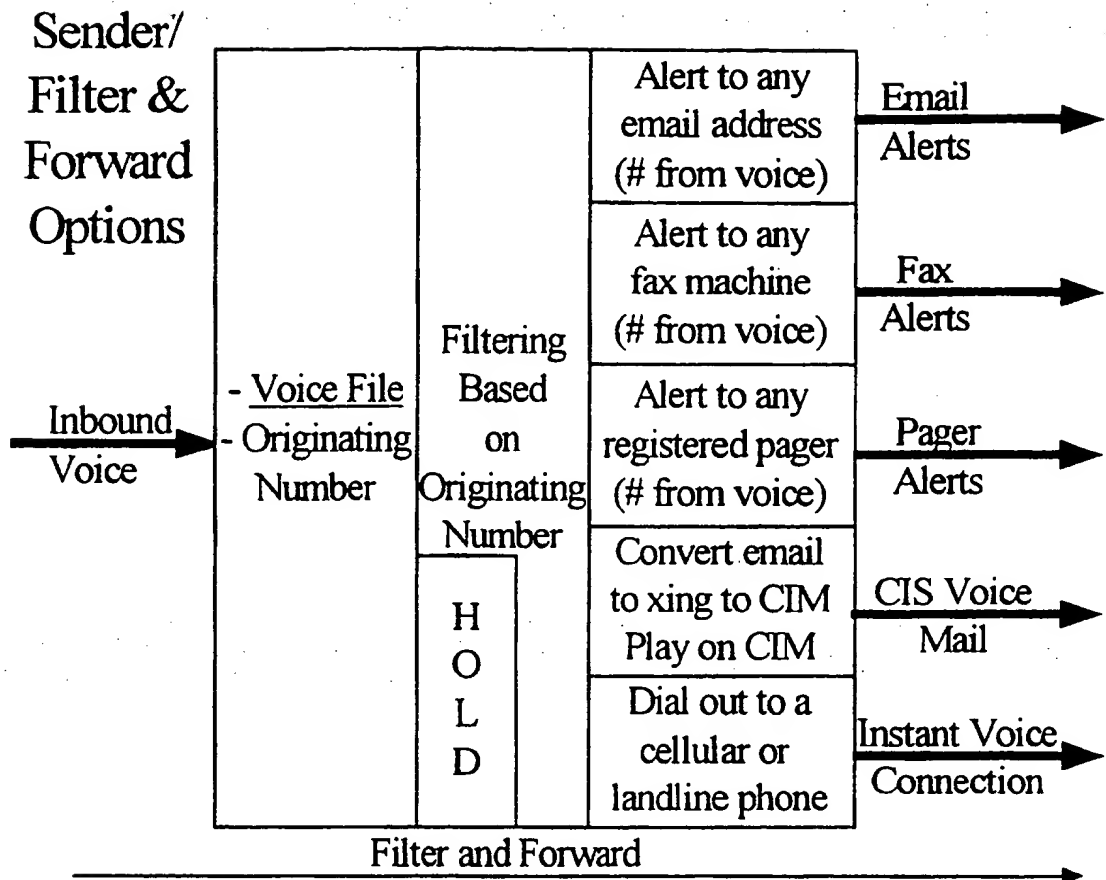 Sender/
Filter &
Forward
Options
Inbound
Voice
- Voice File
- Originating
Number
Filtering
Based
on
Originating
Number
H
O
L
D
Alert to any
email address
(# from voice)
Alert to any
fax machine
(# from voice)
Alert to any
registered pager
(# from voice)
Convert email
to xing to CIM
Play on CIM
Dial out to a
cellular or
landline phone
Email
Alerts
Fax
Alerts
Pager
Alerts
CIS Voice
Mail
Instant Voice
Connection
Filter and Forward